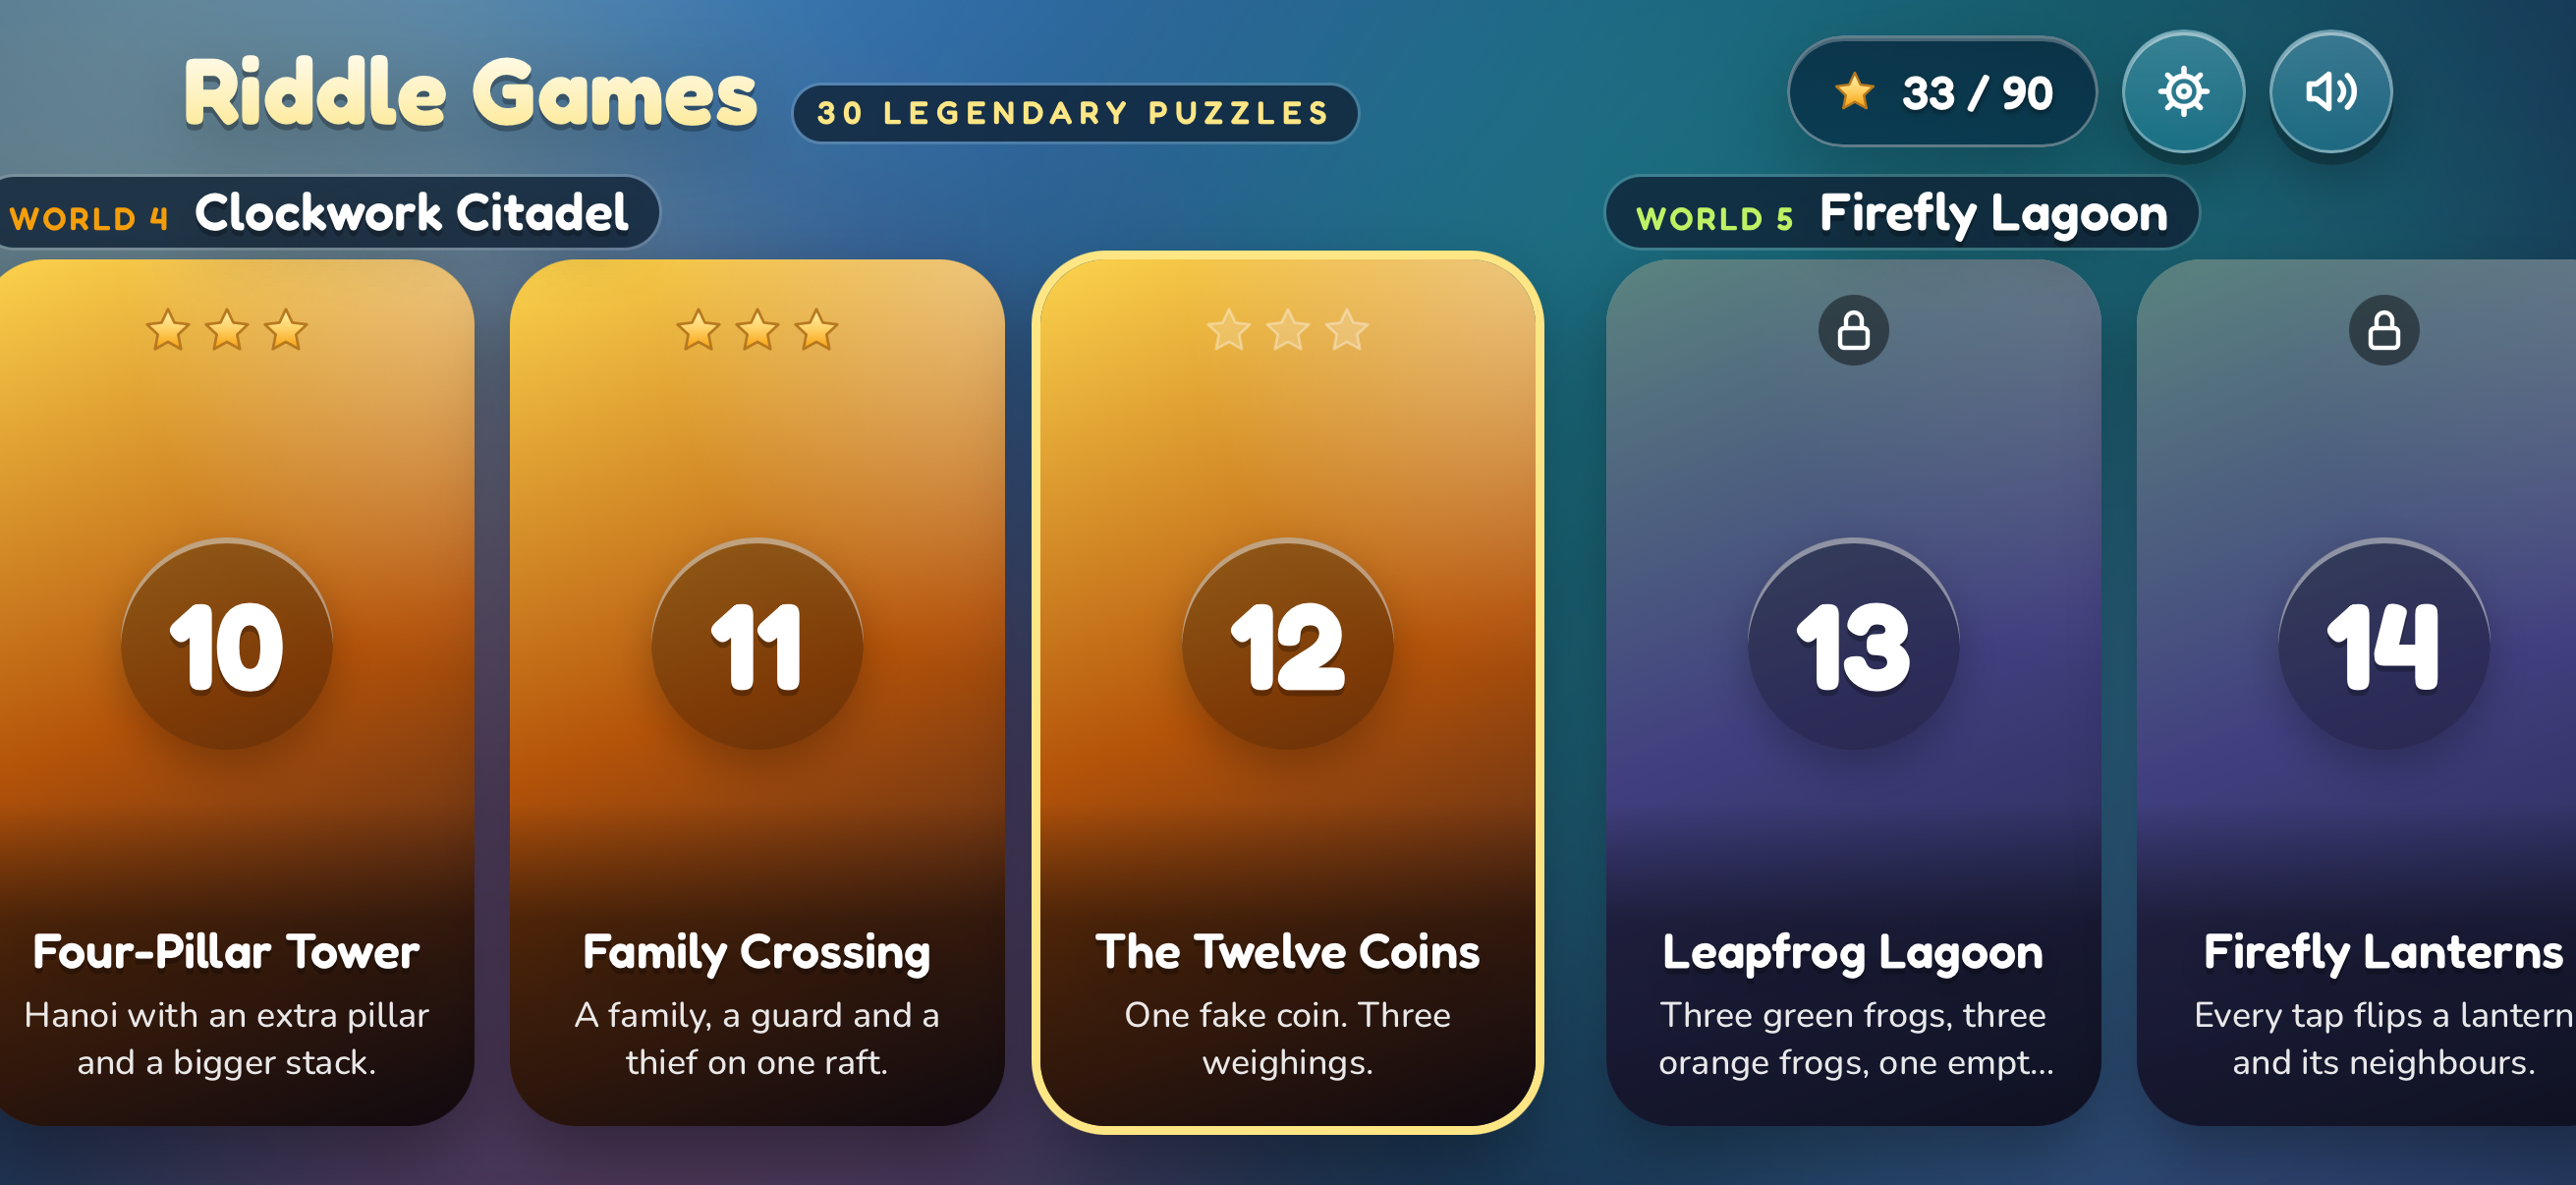 Riddle Games
30 LEGENDARY PUZZLES
33 / 90
WORLD 4 Clockwork Citadel
WORLD 5 Firefly Lagoon
10
Four-Pillar Tower
Hanoi with an extra pillar
and a bigger stack.
11
Family Crossing
A family, a guard and a
thief on one raft.
12
The Twelve Coins
One fake coin. Three
weighings.
13
Leapfrog Lagoon
Three green frogs, three
orange frogs, one empt...
14
Firefly Lanterns
Every tap flips a lantern
and its neighbours.